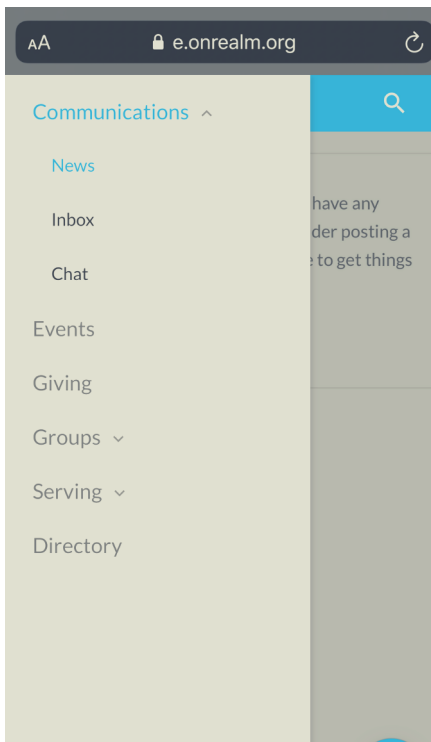 AA e.onrealm.org
Communications
News
Inbox
Chat
Events
Giving
Groups
Serving
Directory
have any
der posting a
to get things